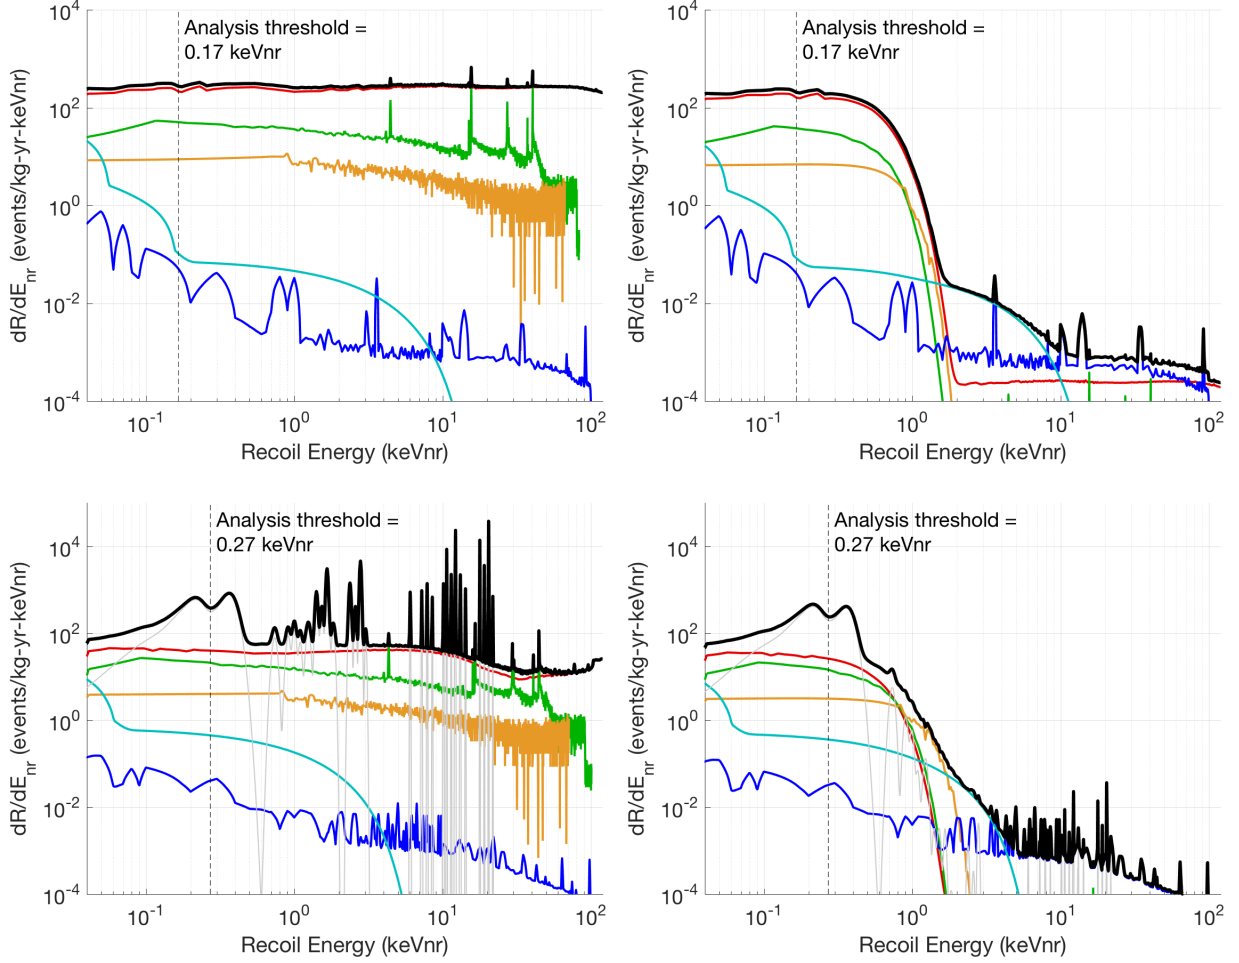 Analysis threshold =
0.17 keVnr
10^4
10^2
10^0
10^-2
10^-4
10^-1
10^0
10^1
10^2
dR/dE_nr (events/kg-yr-keVnr)
Recoil Energy (keVnr)
Analysis threshold =
0.17 keVnr
10^4
10^2
10^0
10^-2
10^-4
10^-1
10^0
10^1
10^2
dR/dE_nr (events/kg-yr-keVnr)
Recoil Energy (keVnr)
Analysis threshold =
0.27 keVnr
10^4
10^2
10^0
10^-2
10^-4
10^-1
10^0
10^1
10^2
dR/dE_nr (events/kg-yr-keVnr)
Recoil Energy (keVnr)
Analysis threshold =
0.27 keVnr
10^4
10^2
10^0
10^-2
10^-4
10^-1
10^0
10^1
10^2
dR/dE_nr (events/kg-yr-keVnr)
Recoil Energy (keVnr)